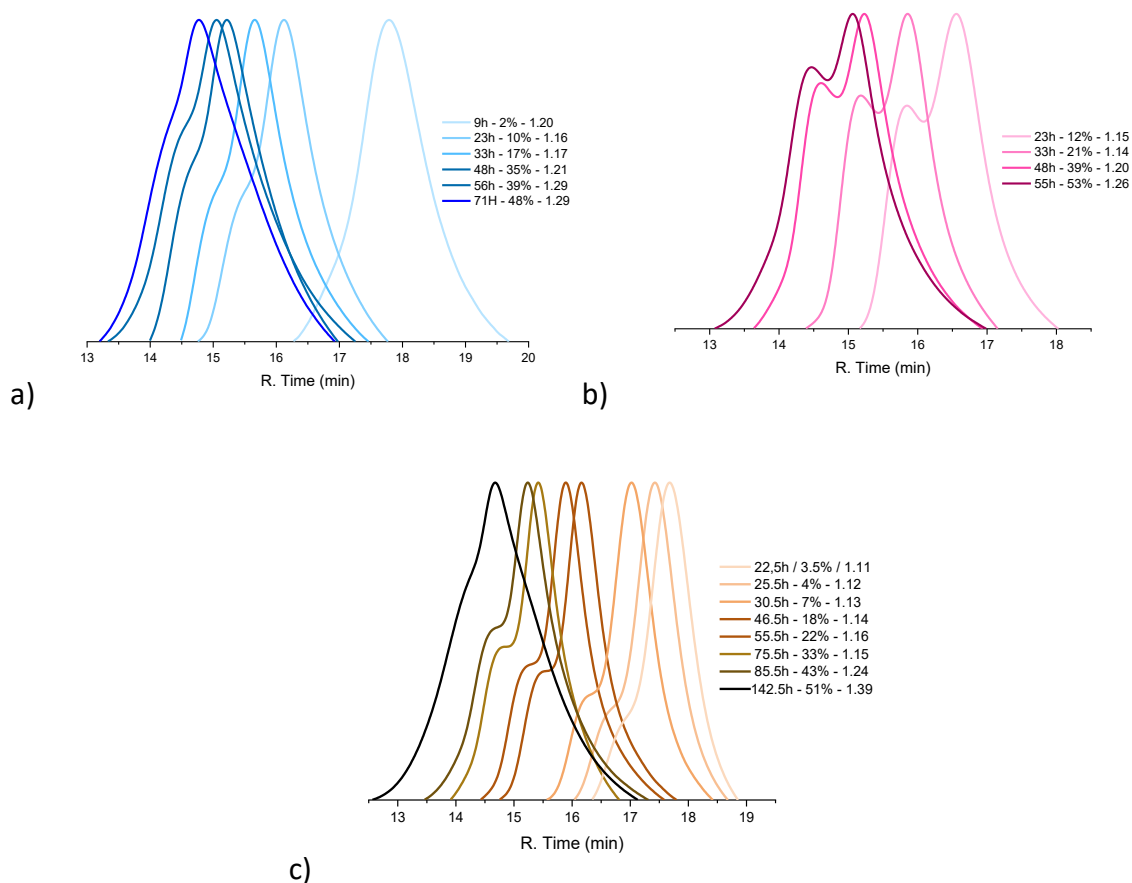 a)
9h - 2% - 1.20
23h - 10% - 1.16
33h - 17% - 1.17
48h - 35% - 1.21
56h - 39% - 1.29
71H - 48% - 1.29
13 14 15 16 17 18 19 20
R. Time (min)
b)
23h - 12% - 1.15
33h - 21% - 1.14
48h - 39% - 1.20
55h - 53% - 1.26
13 14 15 16 17 18
R. Time (min)
c)
22,5h / 3.5% / 1.11
25.5h - 4% - 1.12
30.5h - 7% - 1.13
46.5h - 18% - 1.14
55.5h - 22% - 1.16
75.5h - 33% - 1.15
85.5h - 43% - 1.24
142.5h - 51% - 1.39
13 14 15 16 17 18 19
R. Time (min)